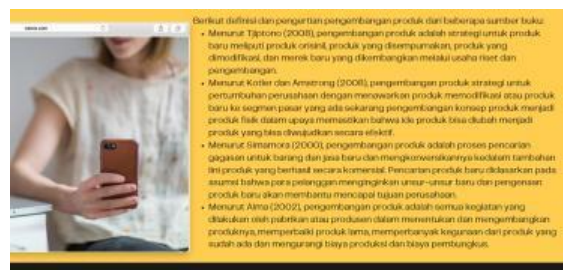 Berikut definisi dan pengertian pengembangan produk dari beberapa sumber buku:
• Menurut Tjiptono (2008), pengembangan produk adalah strategi untuk produk
baru meliputi produk orisinil, produk yang disempurnakan, produk yang
dimodifikasi, dan merek baru yang dikembangkan melalui usaha riset dan
pengembangan.
• Menurut Kotler dan Amstrong (2008), pengembangan produk strategi untuk
pertumbuhan perusahaan dengan menawarkan produk memodifikasi atau produk
baru ke segmen pasar yang ada sekarang pengembangan konsep produk menjadi
produk fisik dalam upaya memastikan bahwa ide produk bisa diubah menjadi
produk yang bisa diwujudkan secara efektif.
• Menurut Simamora (2000), pengembangan produk adalah proses pencarian
gagasan untuk barang dan jasa baru dan mengkonversikannya kedalam tambahan
lini produk yang berhasil secara komersial. Pencarian produk baru didasarkan pada
asumsi bahwa para pelanggan menginginkan unsur-unsur baru dan pengenaan
produk baru akan membantu mencapai tujuan perusahaan.
• Menurut Alma (2002), pengembangan produk adalah semua kegiatan yang
dilakukan oleh pabrikan atau produsen dalam menentukan dan mengembangkan
produknya, memperbaiki produk lama, memperbanyak kegunaan dari produk yang
sudah ada dan mengurangi biaya produksi dan biaya pembungkus.